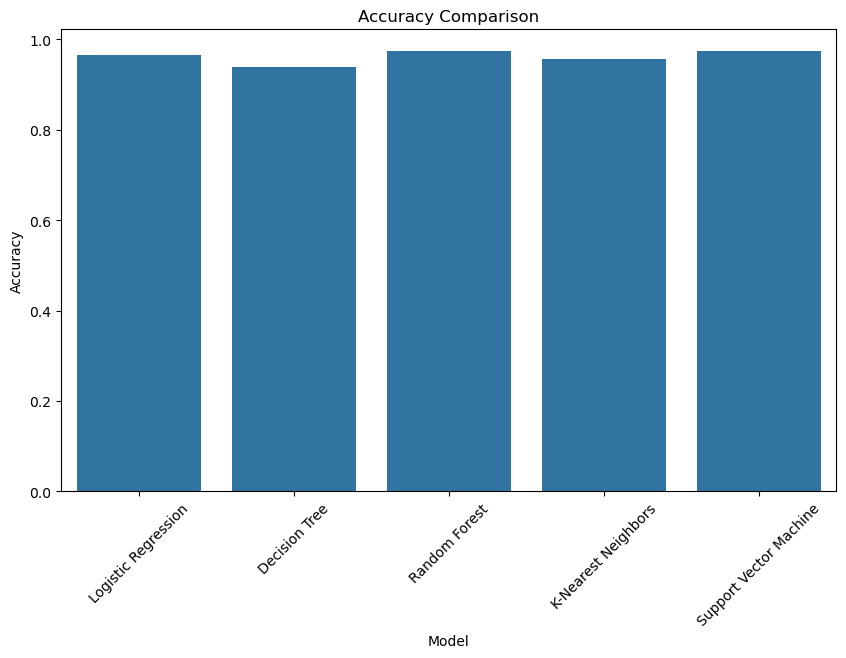 Accuracy Comparison
1.0
0.8
0.6
0.4
0.2
0.0
Accuracy
Logistic Regression
Decision Tree
Random Forest
K-Nearest Neighbors
Support Vector Machine
Model